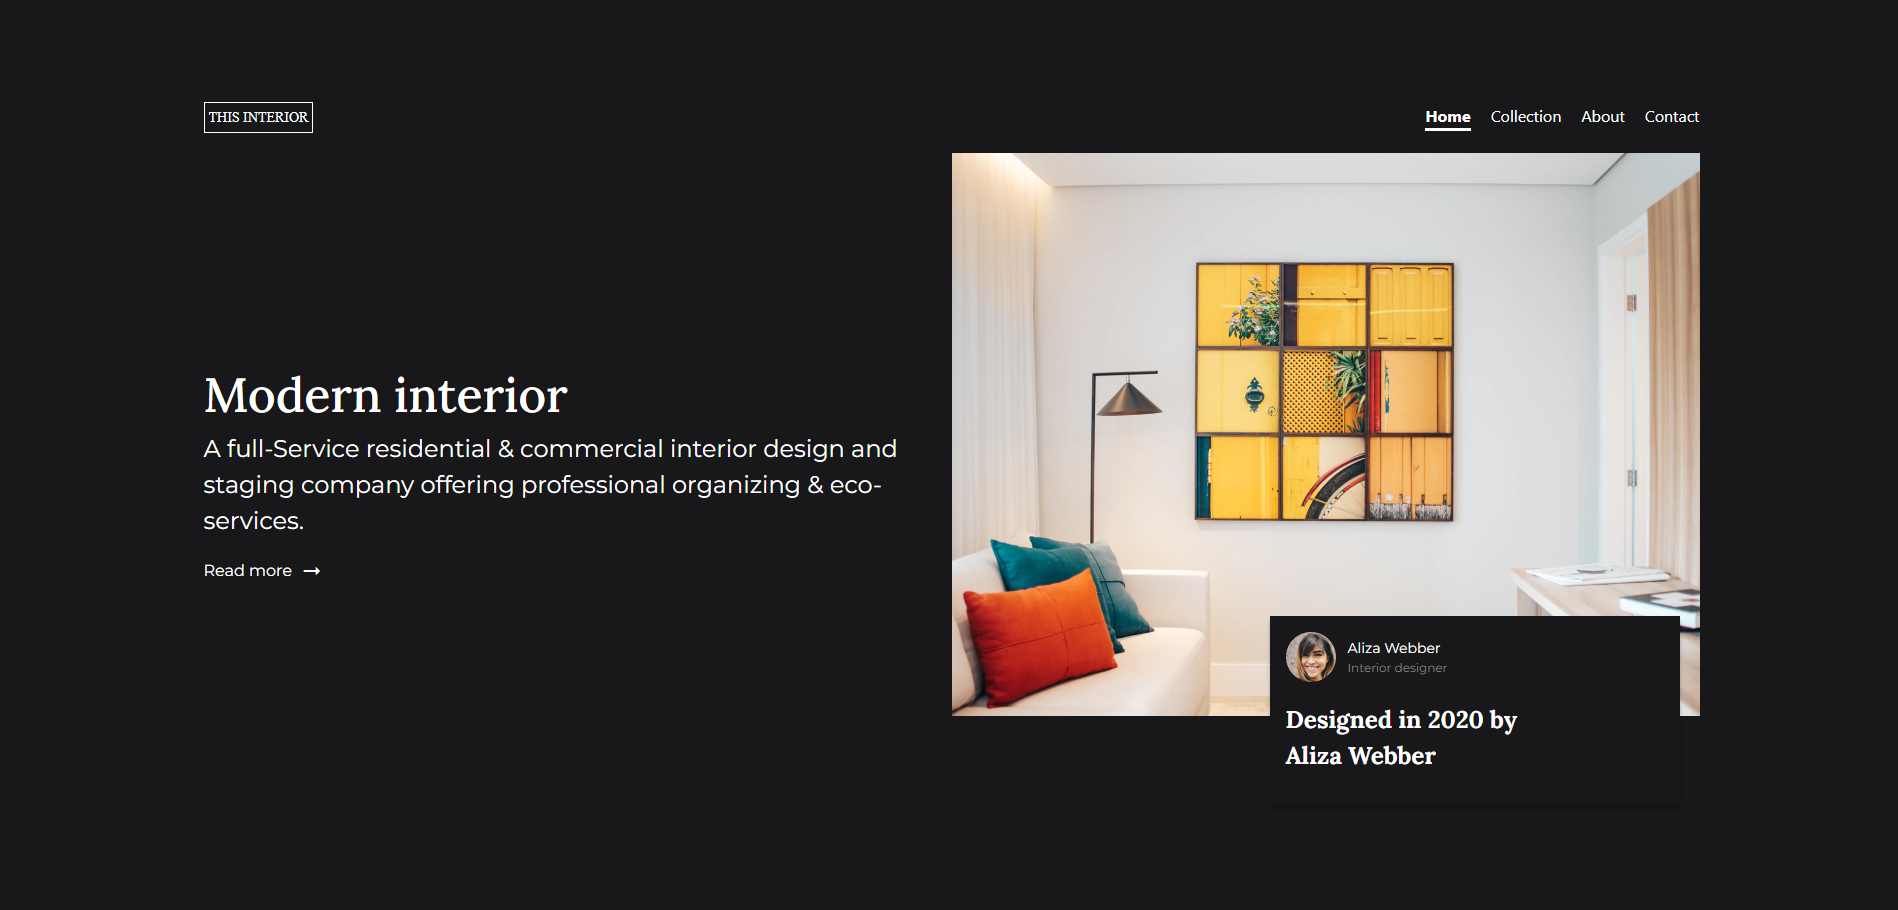 THIS INTERIOR
Home Collection About Contact
Modern interior
A full-Service residential & commercial interior design and
staging company offering professional organizing & eco-
services.
Read more →
Aliza Webber
Interior designer
Designed in 2020 by
Aliza Webber